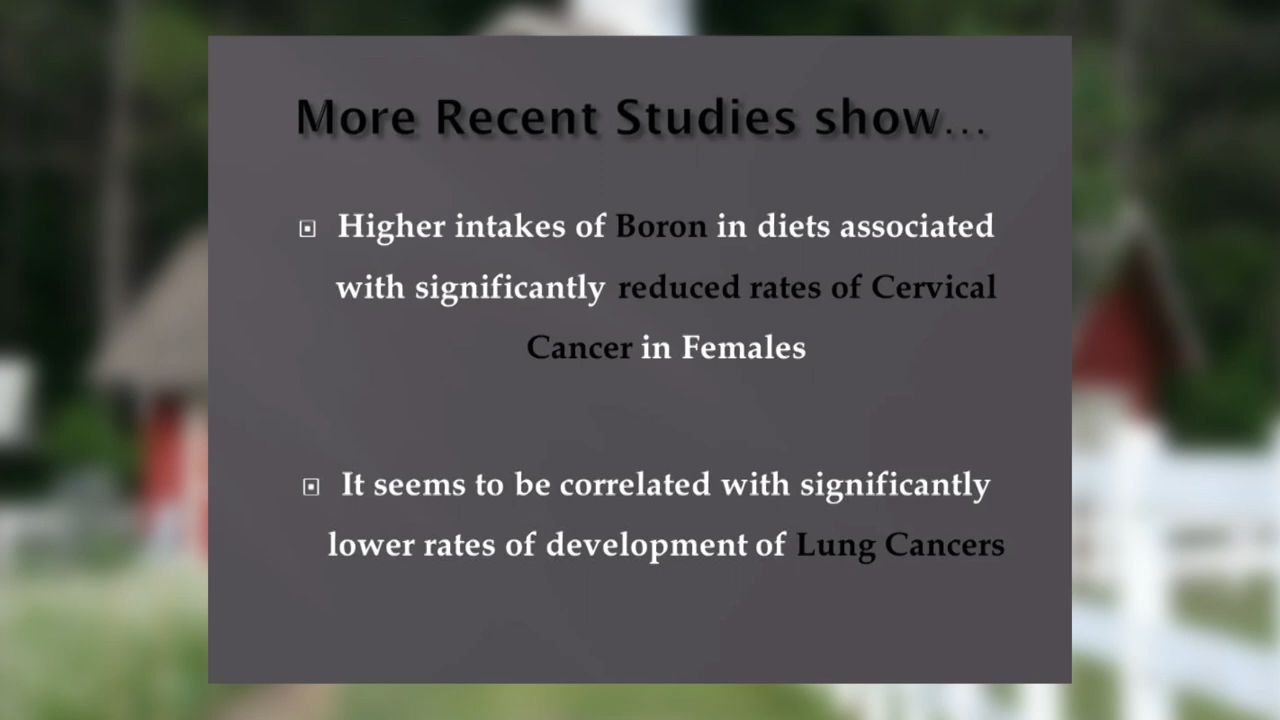 More Recent Studies show...
Higher intakes of Boron in diets associated
with significantly reduced rates of Cervical
Cancer in Females
It seems to be correlated with significantly
lower rates of development of Lung Cancers